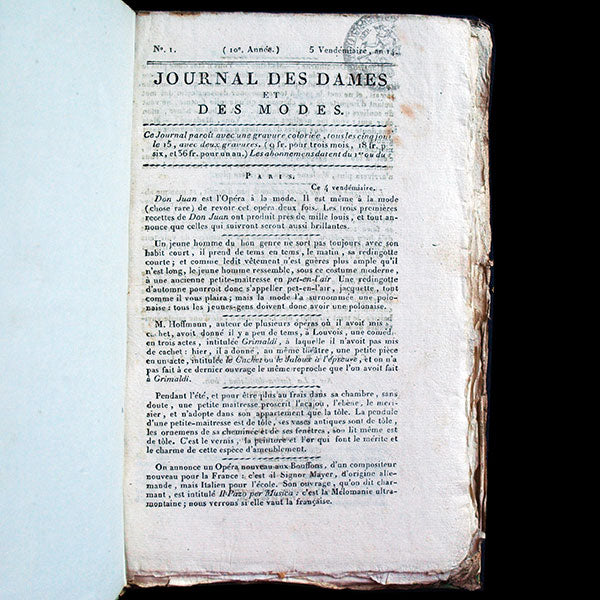 N°. 1. (10e. Année.) 5 Vendémiaire, an 14.
JOURNAL DES DAMES
ET
DES MODES.
Ce Journal paroît avec une gravure coloriée, tous les cinq jours
le 15, avec deux gravures. (9 fr. pour trois mois, 18 fr. p
six, et 36 fr. pour un an.) Les abonnemens datent du 1er ou du
PARIS.
Ce 4 vendémiaire.
Don Juan est l'Opéra à la mode. Il est même à la mode
(chose rare) de revoir cet opéra deux fois. Les trois premières
recettes de Don Juan ont produit près de mille louis, et tout an-
nonce que celles qui suivront seront aussi brillantes.
Un jeune homme du bon genre ne sort pas toujours avec son
habit court, il prend de tems en tems, le matin, sa redingotte
courte; et comme ledit vêtement n'est guères plus ample qu'il
n'est long, le jeune homme ressemble, sous ce costume moderne,
à une ancienne petite-maîtresse en pet-en-l'air. Une redingotte
d'automne pourroit donc s'appeller pet-en-l'air, jacquette, tout
comme il vous plaira; mais la mode l'a surnommée une polo-
naise: tous les jeunes-gens doivent donc avoir une polonaise.
M. Hoffmann, auteur de plusieurs opéras où il avoit mis s
cachet, avoit donné il y a peu de tems, à Louvois, une coméd
en trois actes, intitulée Grimaldi, à laquelle il n'avoit pas mis
de cachet: hier, il a donné, au même théâtre, une petite pièce
en un acte, intitulée le Cachet ou le Jaloux à l'épreuve, et on n'a
pas fait à ce dernier ouvrage le même reproche que l'on avoit fait
à Grimaldi.
Pendant l'été, et pour être plus au frais dans sa chambre, sans
doute, une petite maîtresse proscrit l'acajou, l'ébène, le meri-
sier, et n'adopte dans son appartement que la tôle. La pendule
d'une petite-maîtresse est de tôle, ses vases antiques sont de tôle,
les ornemens de sa cheminée et de ses fenêtres, son lit même est
de tôle. C'est le vernis, la peinture et l'or qui font le mérite et
le charme de cette espèce d'ameublement.
On annonce un Opéra nouveau aux Bouffons, d'un compositeur
nouveau pour la France: c'est il Signor Mayer, d'origine alle-
mande, mais Italien pour l'école. Son ouvrage, qu'on dit char-
mant, est intitulé Il Pazo per Musica: c'est la Mélomanie ultra-
montaine; nous verrons si elle vaut la française.